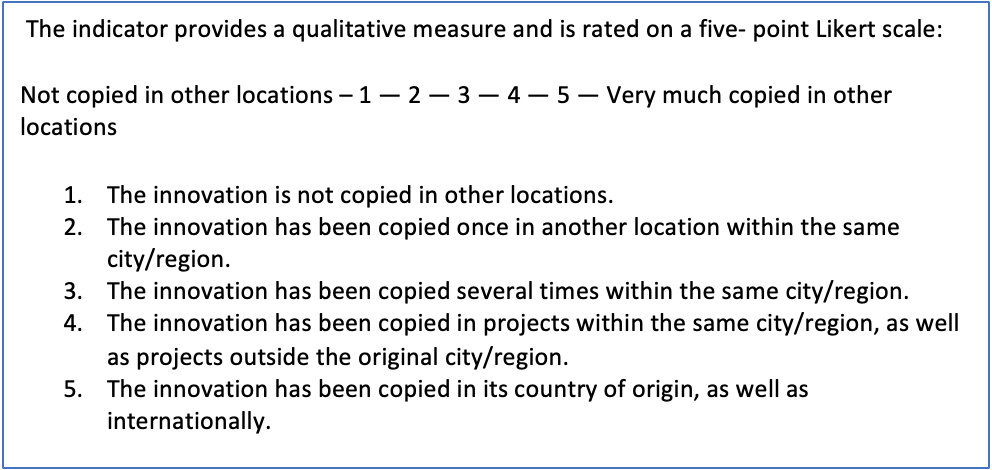 The indicator provides a qualitative measure and is rated on a five- point Likert scale:
Not copied in other locations – 1 — 2 — 3 — 4 — 5 — Very much copied in other
locations
1. The innovation is not copied in other locations.
2. The innovation has been copied once in another location within the same
city/region.
3. The innovation has been copied several times within the same city/region.
4. The innovation has been copied in projects within the same city/region, as well
as projects outside the original city/region.
5. The innovation has been copied in its country of origin, as well as
internationally.